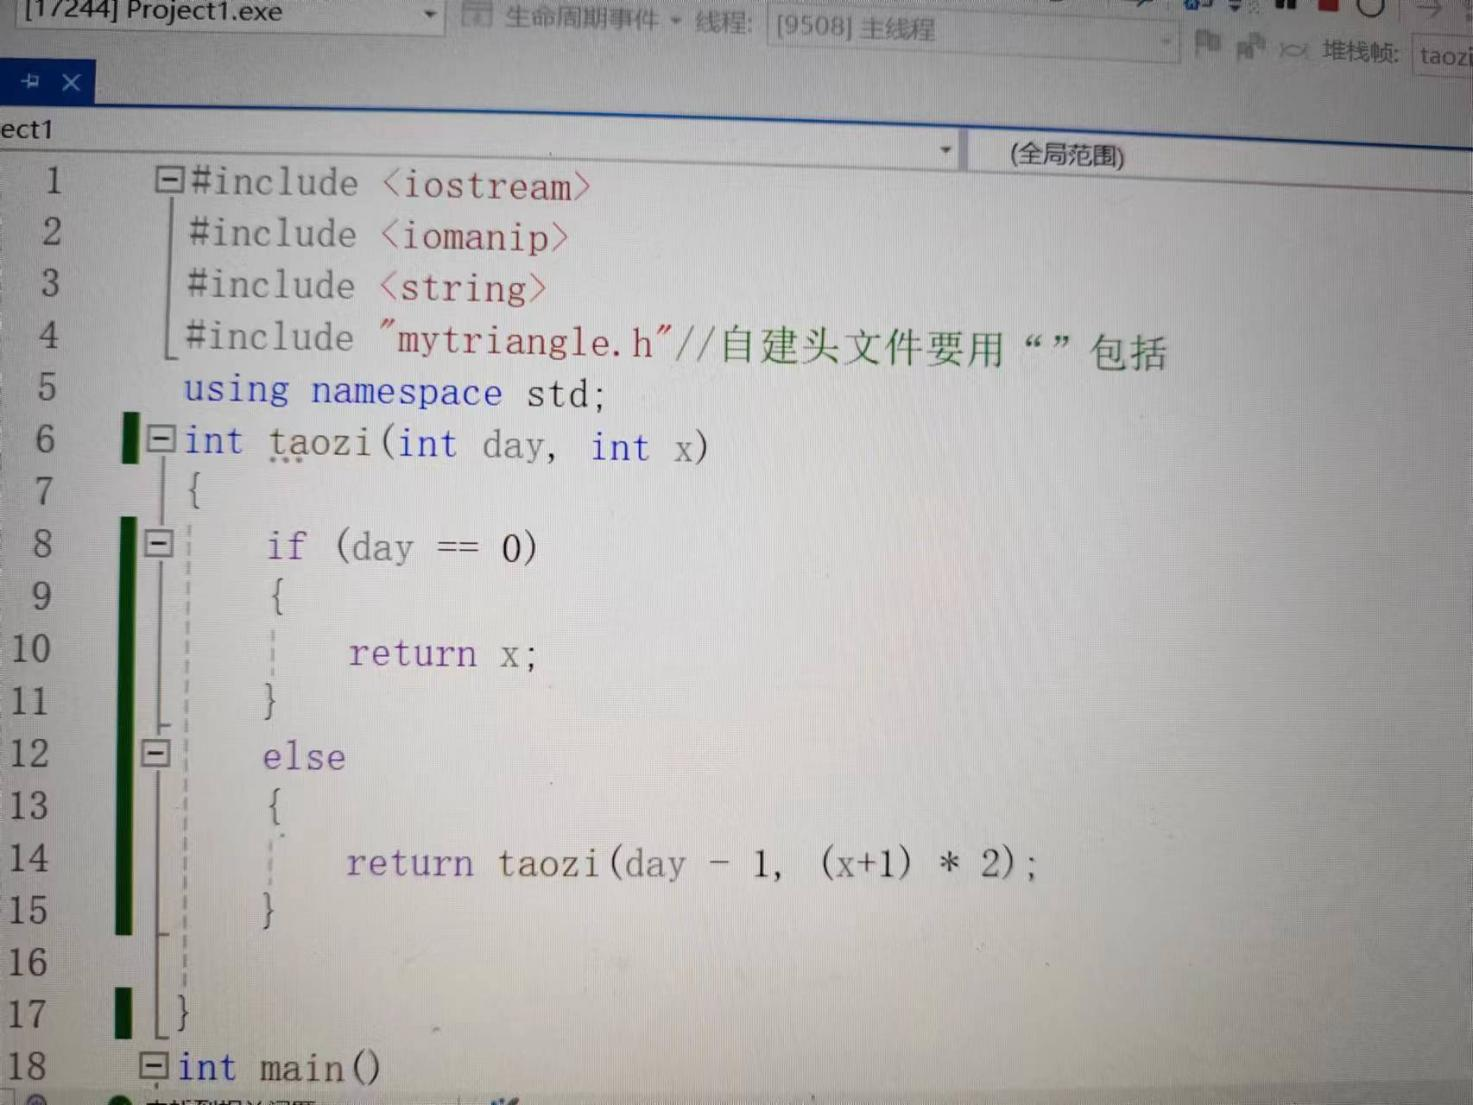 [17244] Project1.exe 生命周期事件 线程: [9508] 主线程 堆栈帧: taozi
ect1 (全局范围)
1 #include <iostream>
2 #include <iomanip>
3 #include <string>
4 #include "mytriangle.h"//自建头文件要用“”包括
5 using namespace std;
6 int taozi(int day, int x)
7 {
8 if (day == 0)
9 {
10 return x;
11 }
12 else
13 {
14 return taozi(day - 1, (x+1) * 2);
15 }
16
17 }
18 int main()